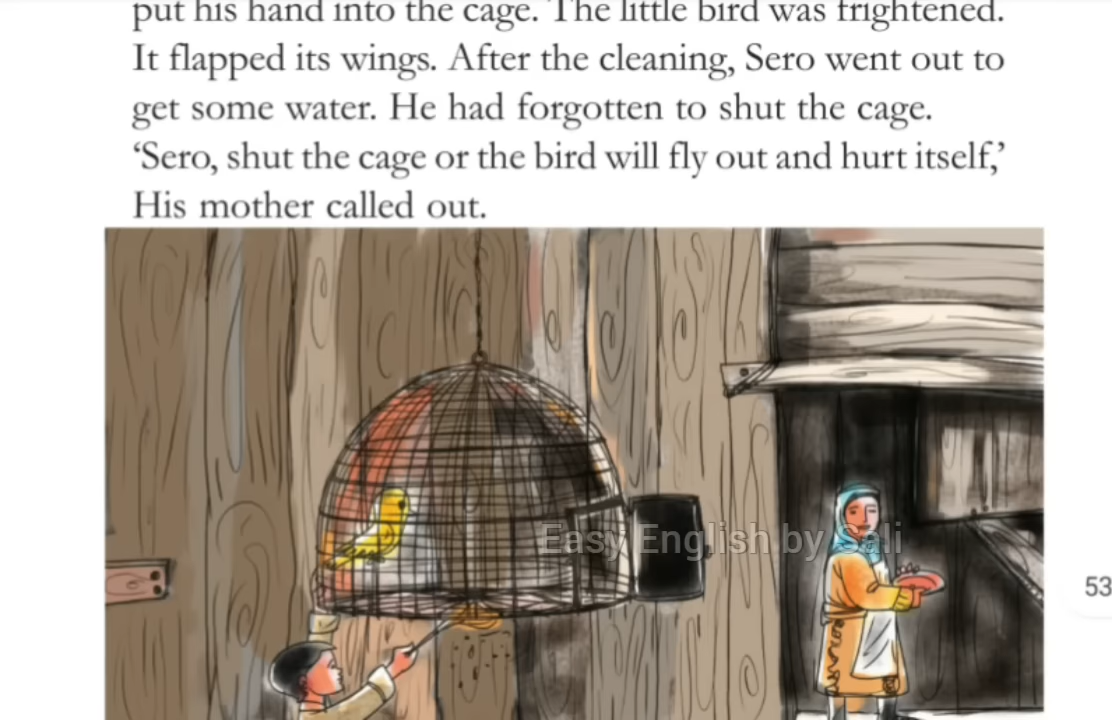 put his hand into the cage. The little bird was frightened.
It flapped its wings. After the cleaning, Sero went out to
get some water. He had forgotten to shut the cage.
‘Sero, shut the cage or the bird will fly out and hurt itself,’
His mother called out.
Easy English by Sali
53